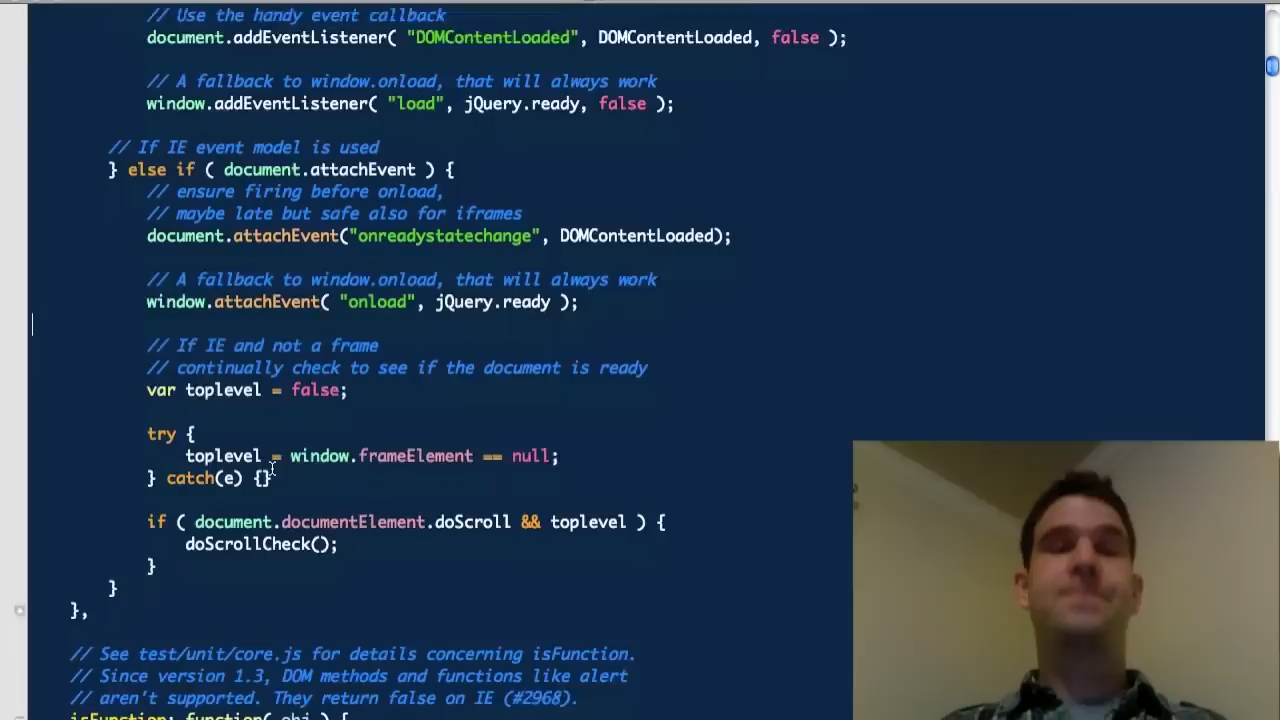 // Use the handy event callback
document.addEventListener( "DOMContentLoaded", DOMContentLoaded, false );
// A fallback to window.onload, that will always work
window.addEventListener( "load", jQuery.ready, false );
// If IE event model is used
} else if ( document.attachEvent ) {
// ensure firing before onload,
// maybe late but safe also for iframes
document.attachEvent("onreadystatechange", DOMContentLoaded);
// A fallback to window.onload, that will always work
window.attachEvent( "onload", jQuery.ready );
// If IE and not a frame
// continually check to see if the document is ready
var toplevel = false;
try {
toplevel = window.frameElement == null;
} catch(e) {}
if ( document.documentElement.doScroll && toplevel ) {
doScrollCheck();
}
}
},
// See test/unit/core.js for details concerning isFunction.
// Since version 1.3, DOM methods and functions like alert
// aren't supported. They return false on IE (#2968).
isFunction: function( obj ) {